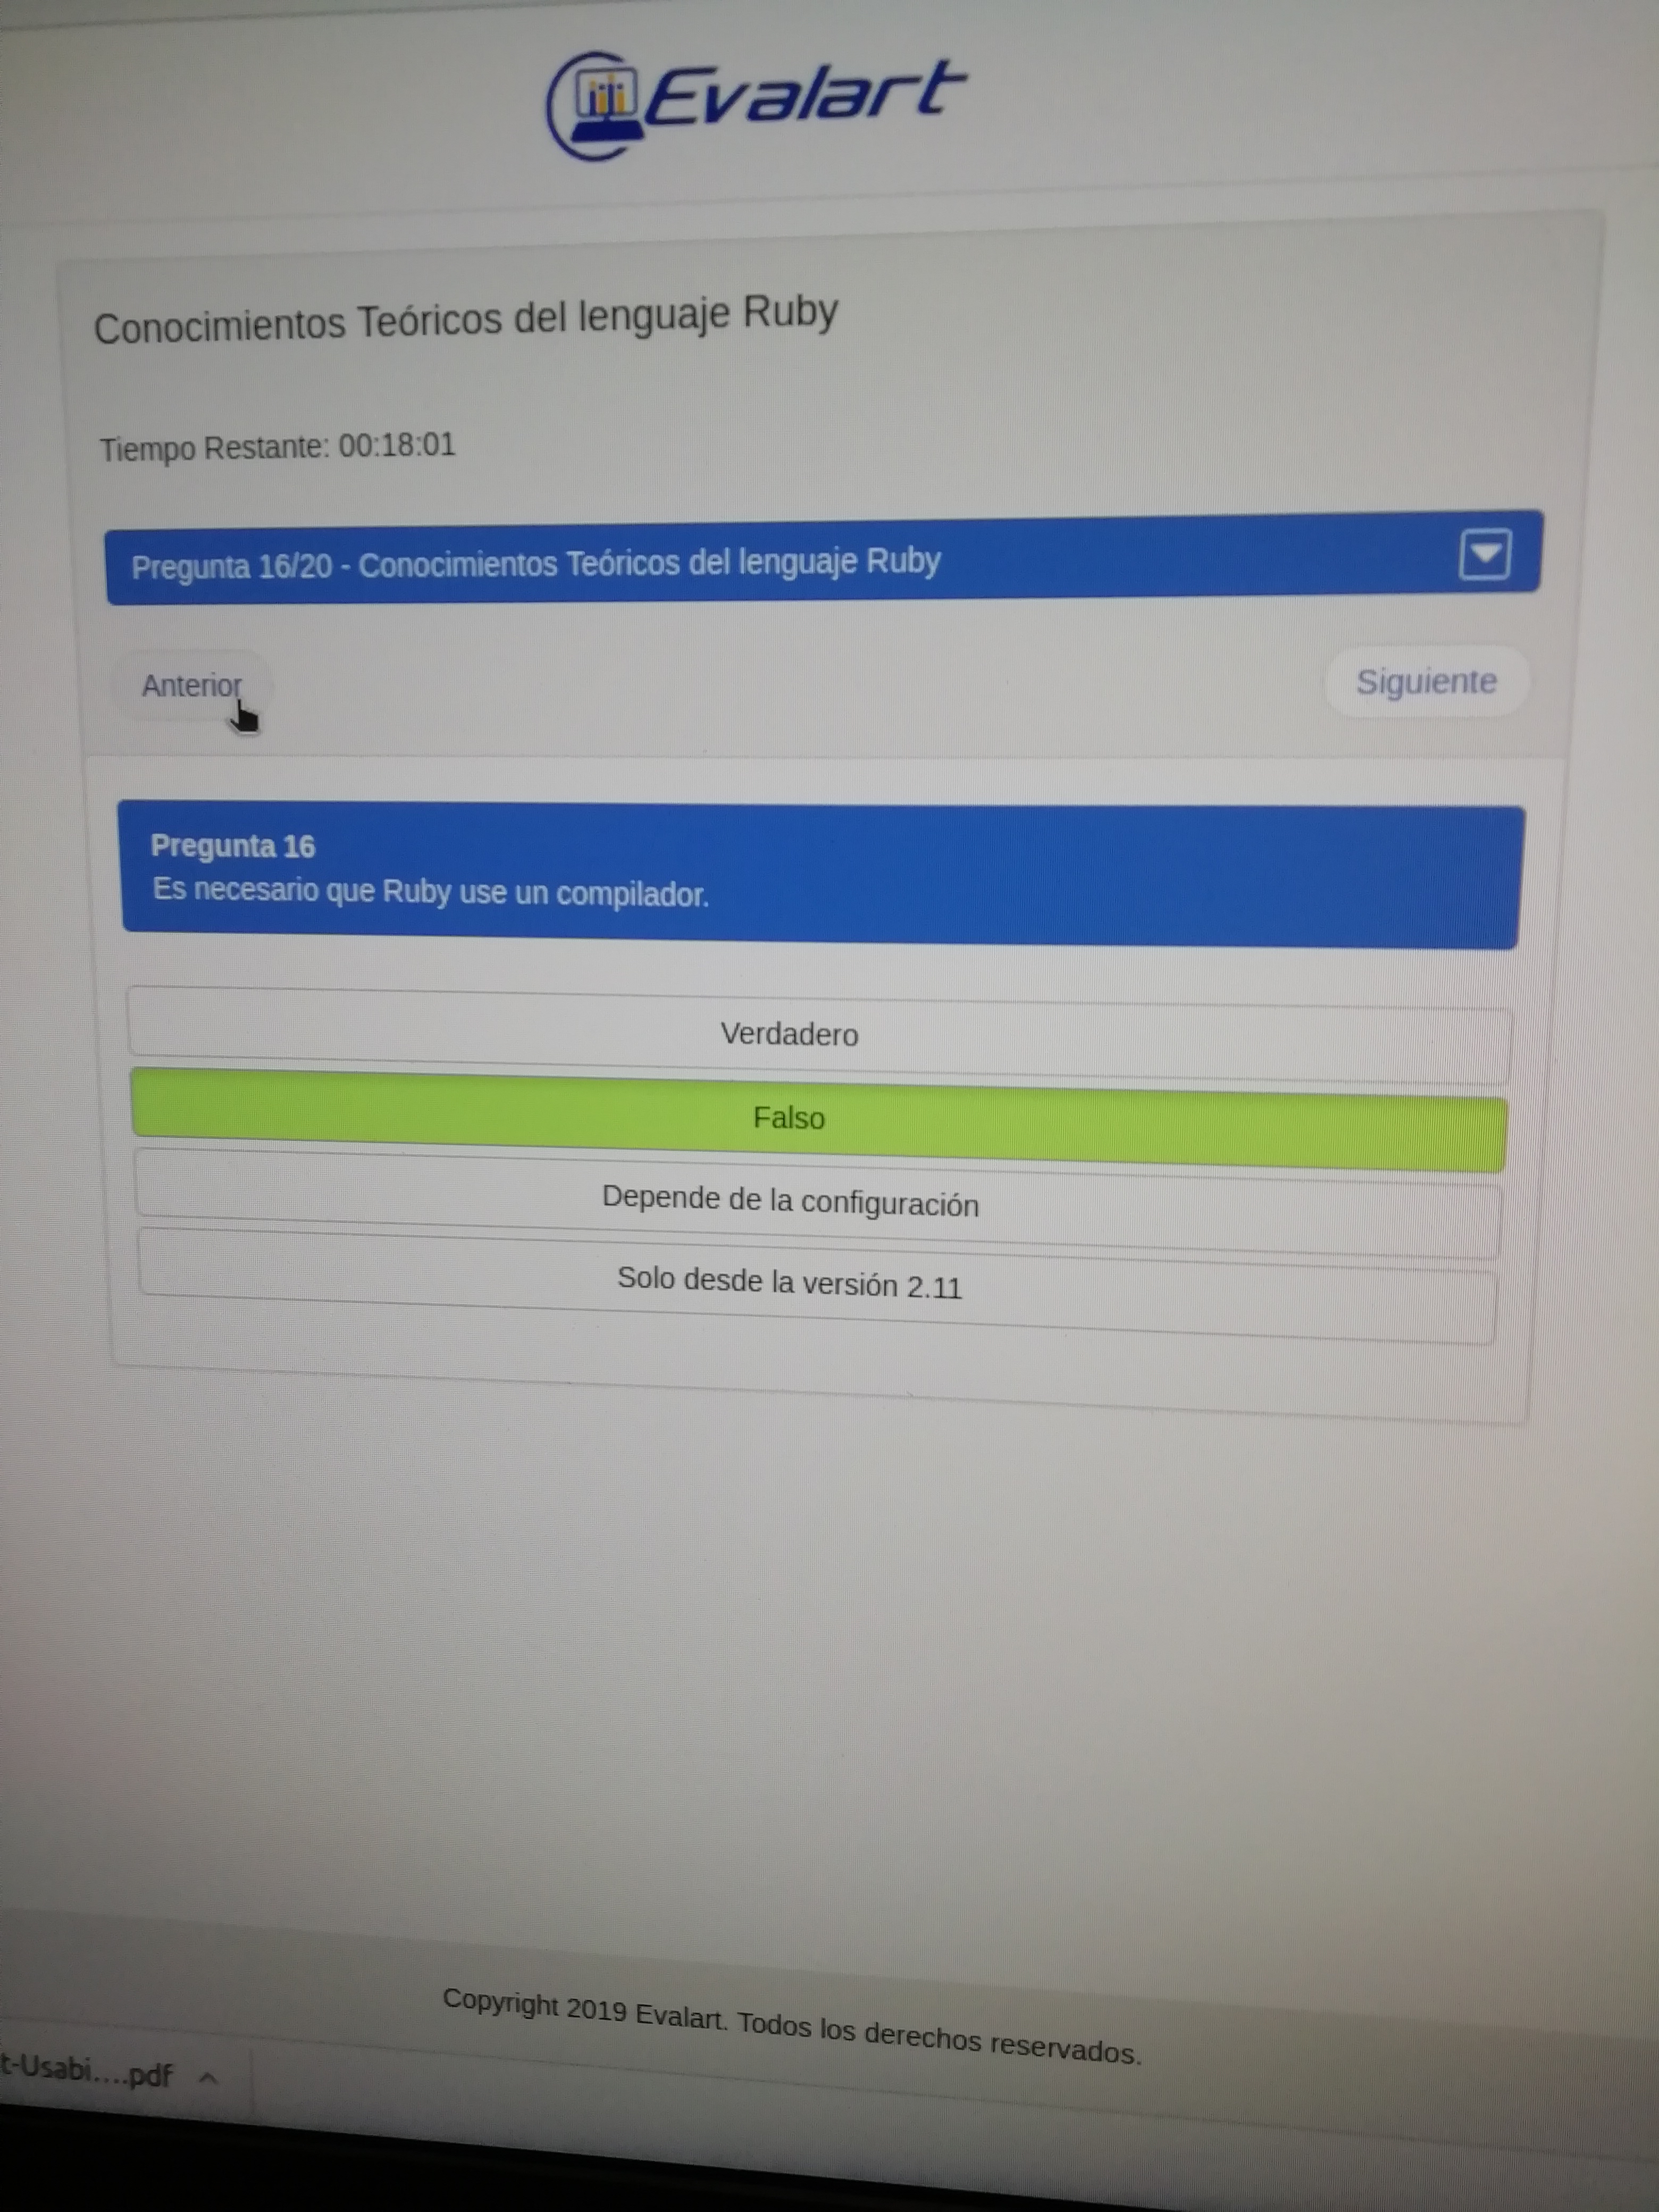 Evalart
Conocimientos Teóricos del lenguaje Ruby
Tiempo Restante: 00:18:01
Pregunta 16/20 - Conocimientos Teóricos del lenguaje Ruby
Anterior
Siguiente
Pregunta 16
Es necesario que Ruby use un compilador.
Verdadero
Falso
Depende de la configuración
Solo desde la versión 2.11
Copyright 2019 Evalart. Todos los derechos reservados.
t-Usabi....pdf